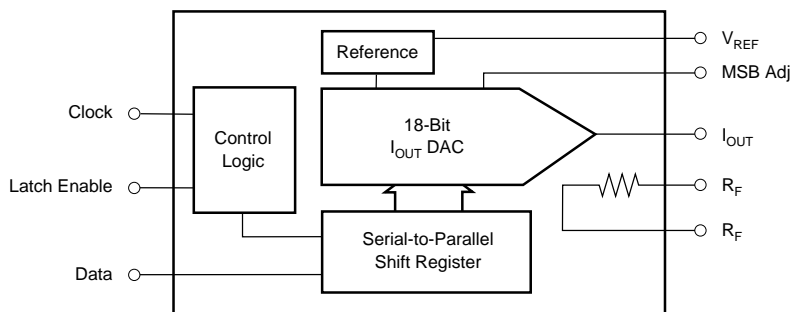 Reference
V_REF
MSB Adj
Clock
Control
Logic
18-Bit
I_OUT DAC
I_OUT
Latch Enable
R_F
Serial-to-Parallel
Shift Register
R_F
Data